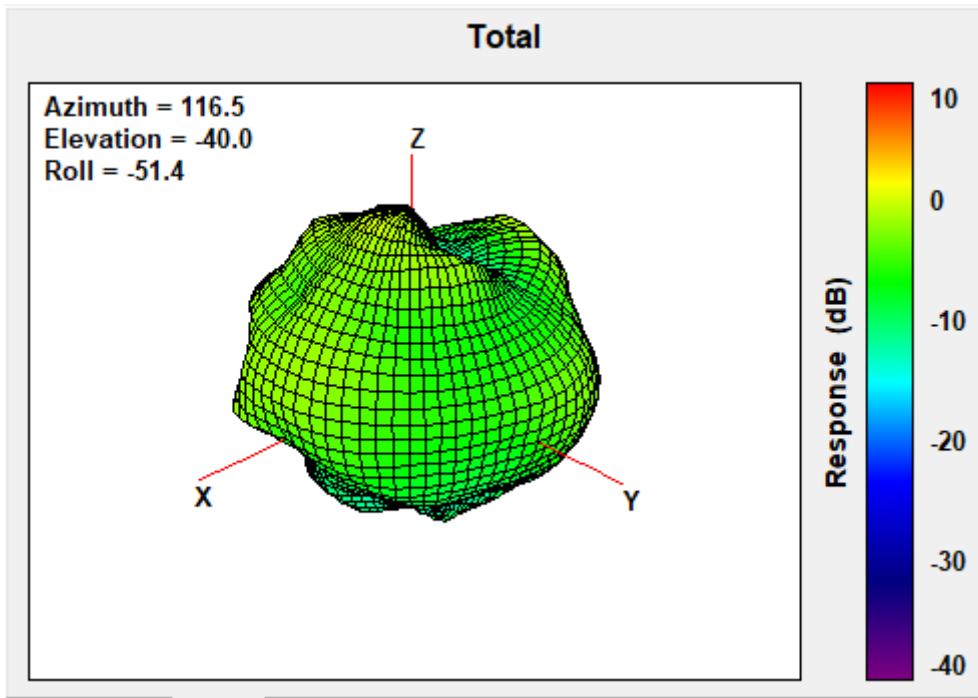 Total
Azimuth = 116.5
Elevation = -40.0
Roll = -51.4
Z
X
Y
10
0
-10
-20
-30
-40
Response (dB)